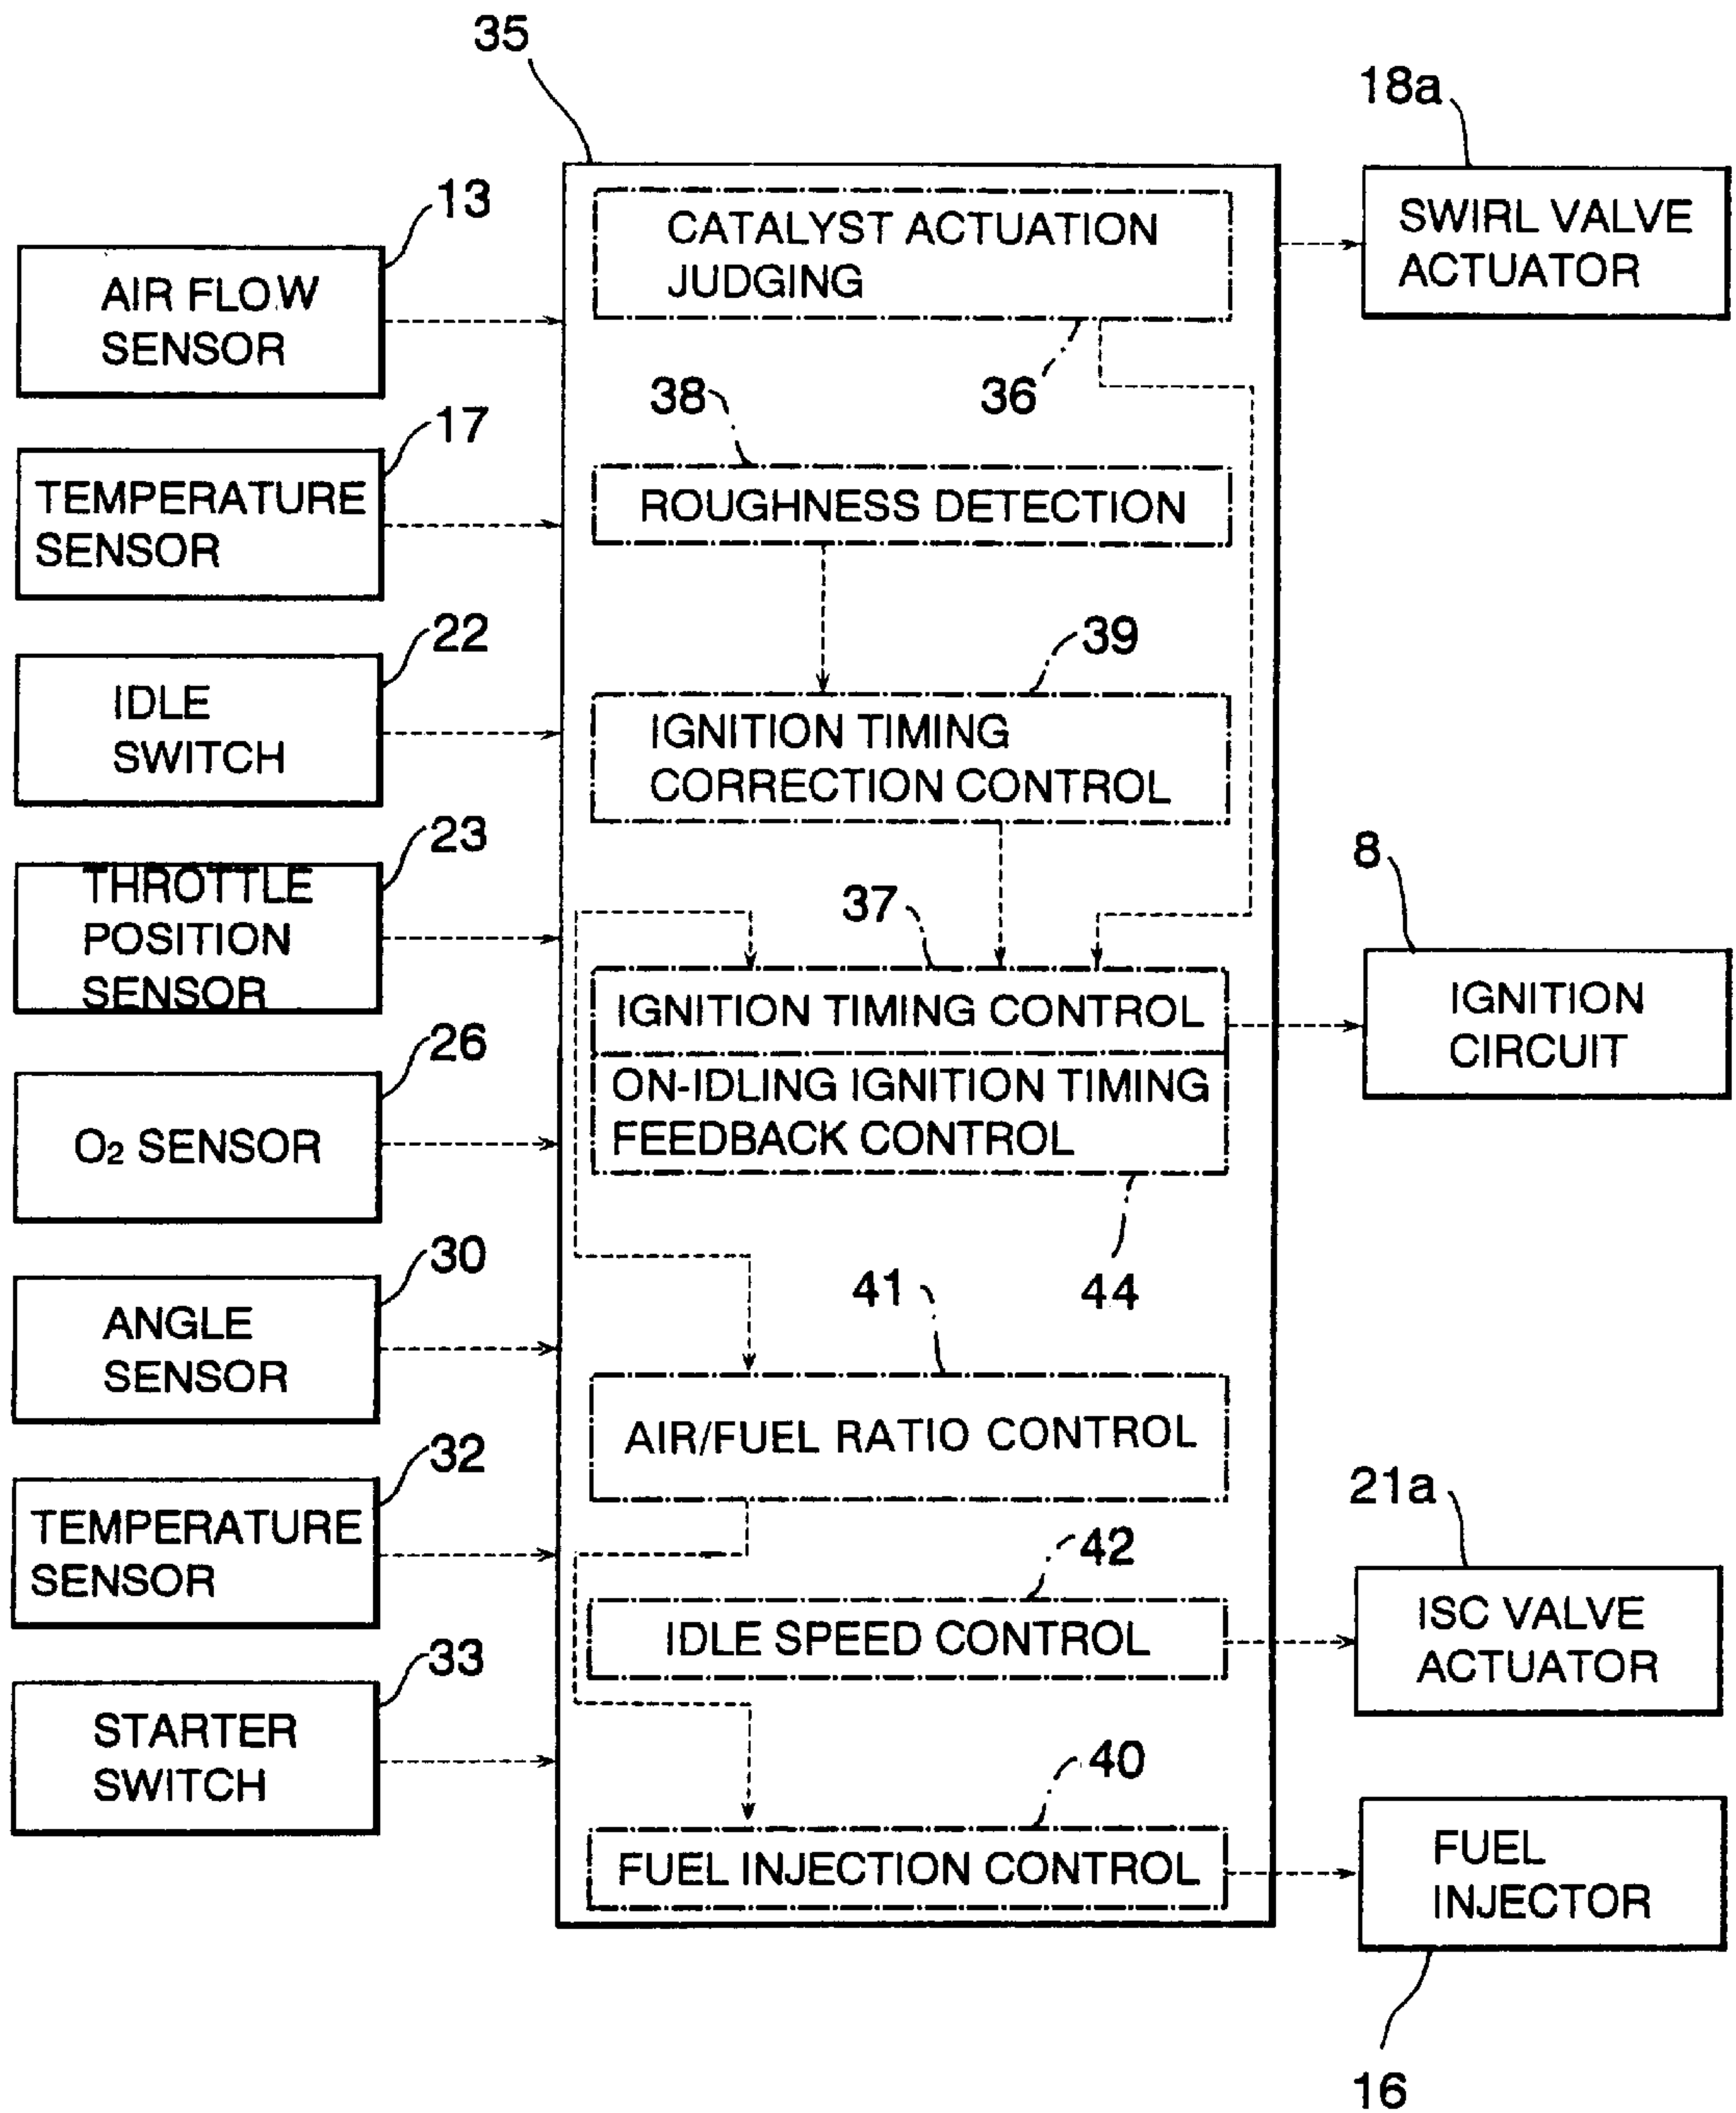 35
18a
SWIRL VALVE
ACTUATOR
13
AIR FLOW
SENSOR
CATALYST ACTUATION
JUDGING
36
17
TEMPERATURE
SENSOR
38
ROUGHNESS DETECTION
22
IDLE
SWITCH
39
IGNITION TIMING
CORRECTION CONTROL
23
THROTTLE
POSITION
SENSOR
8
IGNITION
CIRCUIT
37
IGNITION TIMING CONTROL
ON-IDLING IGNITION TIMING
FEEDBACK CONTROL
44
26
O₂ SENSOR
30
ANGLE
SENSOR
41
AIR/FUEL RATIO CONTROL
32
TEMPERATURE
SENSOR
42
IDLE SPEED CONTROL
21a
ISC VALVE
ACTUATOR
33
STARTER
SWITCH
40
FUEL INJECTION CONTROL
FUEL
INJECTOR
16